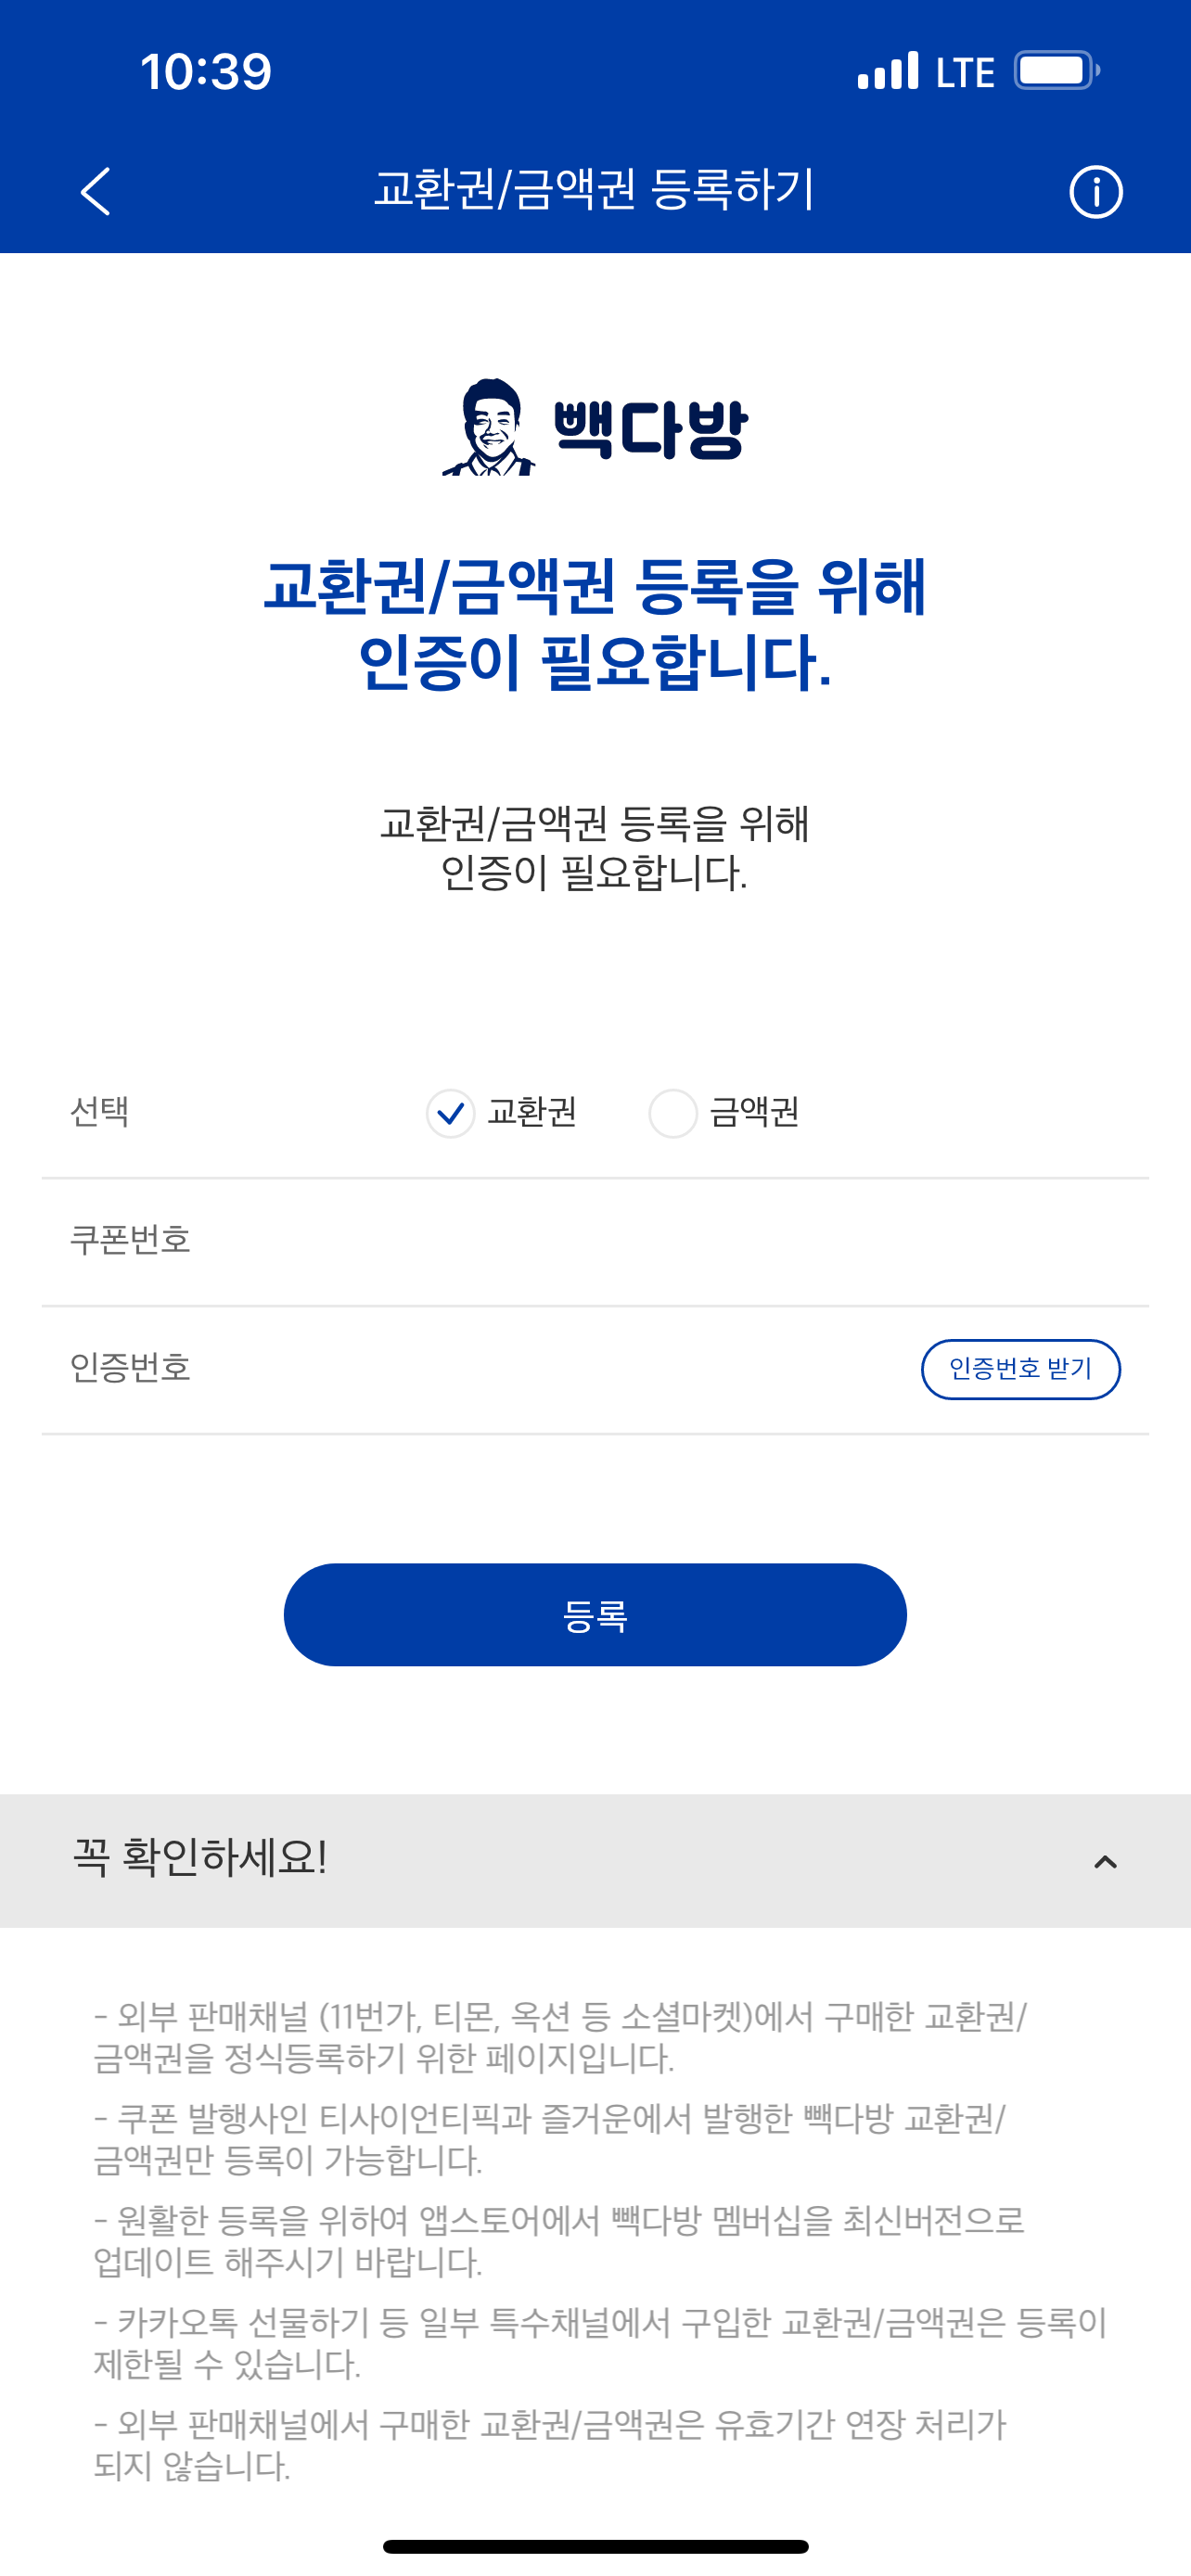 10:39
LTE
교환권/금액권 등록하기
빽다방
교환권/금액권 등록을 위해
인증이 필요합니다.
교환권/금액권 등록을 위해
인증이 필요합니다.
선택 교환권 금액권
쿠폰번호
인증번호 인증번호 받기
등록
꼭 확인하세요!
- 외부 판매채널 (11번가, 티몬, 옥션 등 소셜마켓)에서 구매한 교환권/
금액권을 정식등록하기 위한 페이지입니다.
- 쿠폰 발행사인 티사이언티픽과 즐거운에서 발행한 빽다방 교환권/
금액권만 등록이 가능합니다.
- 원활한 등록을 위하여 앱스토어에서 빽다방 멤버십을 최신버전으로
업데이트 해주시기 바랍니다.
- 카카오톡 선물하기 등 일부 특수채널에서 구입한 교환권/금액권은 등록이
제한될 수 있습니다.
- 외부 판매채널에서 구매한 교환권/금액권은 유효기간 연장 처리가
되지 않습니다.